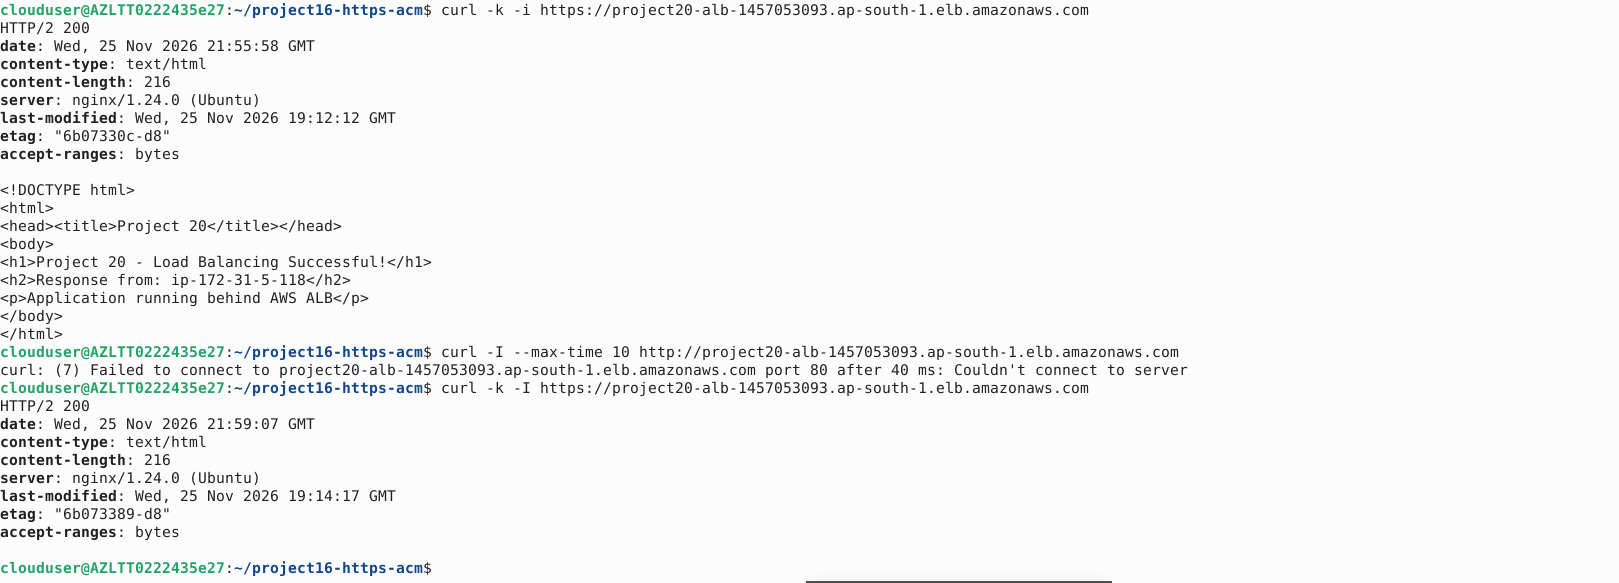 clouduser@AZLTT0222435e27:~/project16-https-acm$ curl -k -i https://project20-alb-1457053093.ap-south-1.elb.amazonaws.com
HTTP/2 200
date: Wed, 25 Nov 2026 21:55:58 GMT
content-type: text/html
content-length: 216
server: nginx/1.24.0 (Ubuntu)
last-modified: Wed, 25 Nov 2026 19:12:12 GMT
etag: "6b07330c-d8"
accept-ranges: bytes

<!DOCTYPE html>
<html>
<head><title>Project 20</title></head>
<body>
<h1>Project 20 - Load Balancing Successful!</h1>
<h2>Response from: ip-172-31-5-118</h2>
<p>Application running behind AWS ALB</p>
</body>
</html>
clouduser@AZLTT0222435e27:~/project16-https-acm$ curl -I --max-time 10 http://project20-alb-1457053093.ap-south-1.elb.amazonaws.com
curl: (7) Failed to connect to project20-alb-1457053093.ap-south-1.elb.amazonaws.com port 80 after 40 ms: Couldn't connect to server
clouduser@AZLTT0222435e27:~/project16-https-acm$ curl -k -I https://project20-alb-1457053093.ap-south-1.elb.amazonaws.com
HTTP/2 200
date: Wed, 25 Nov 2026 21:59:07 GMT
content-type: text/html
content-length: 216
server: nginx/1.24.0 (Ubuntu)
last-modified: Wed, 25 Nov 2026 19:14:17 GMT
etag: "6b073389-d8"
accept-ranges: bytes

clouduser@AZLTT0222435e27:~/project16-https-acm$